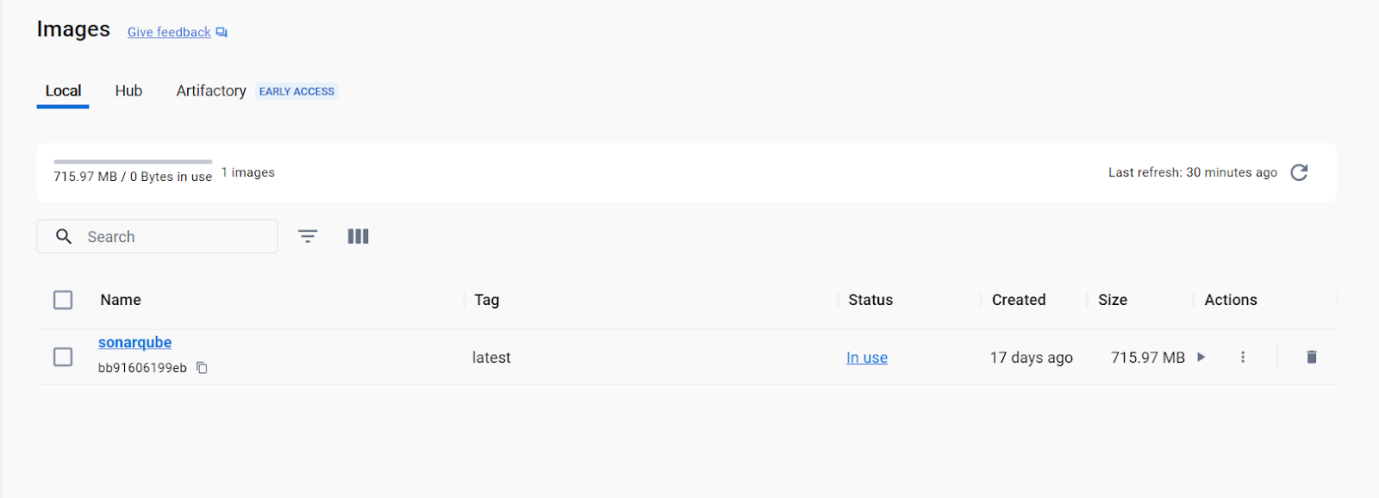 Images Give feedback
Local Hub Artifactory EARLY ACCESS
715.97 MB / 0 Bytes in use 1 images Last refresh: 30 minutes ago
Search
Name Tag Status Created Size Actions
sonarqube
latest In use 17 days ago 715.97 MB
bb91606199eb